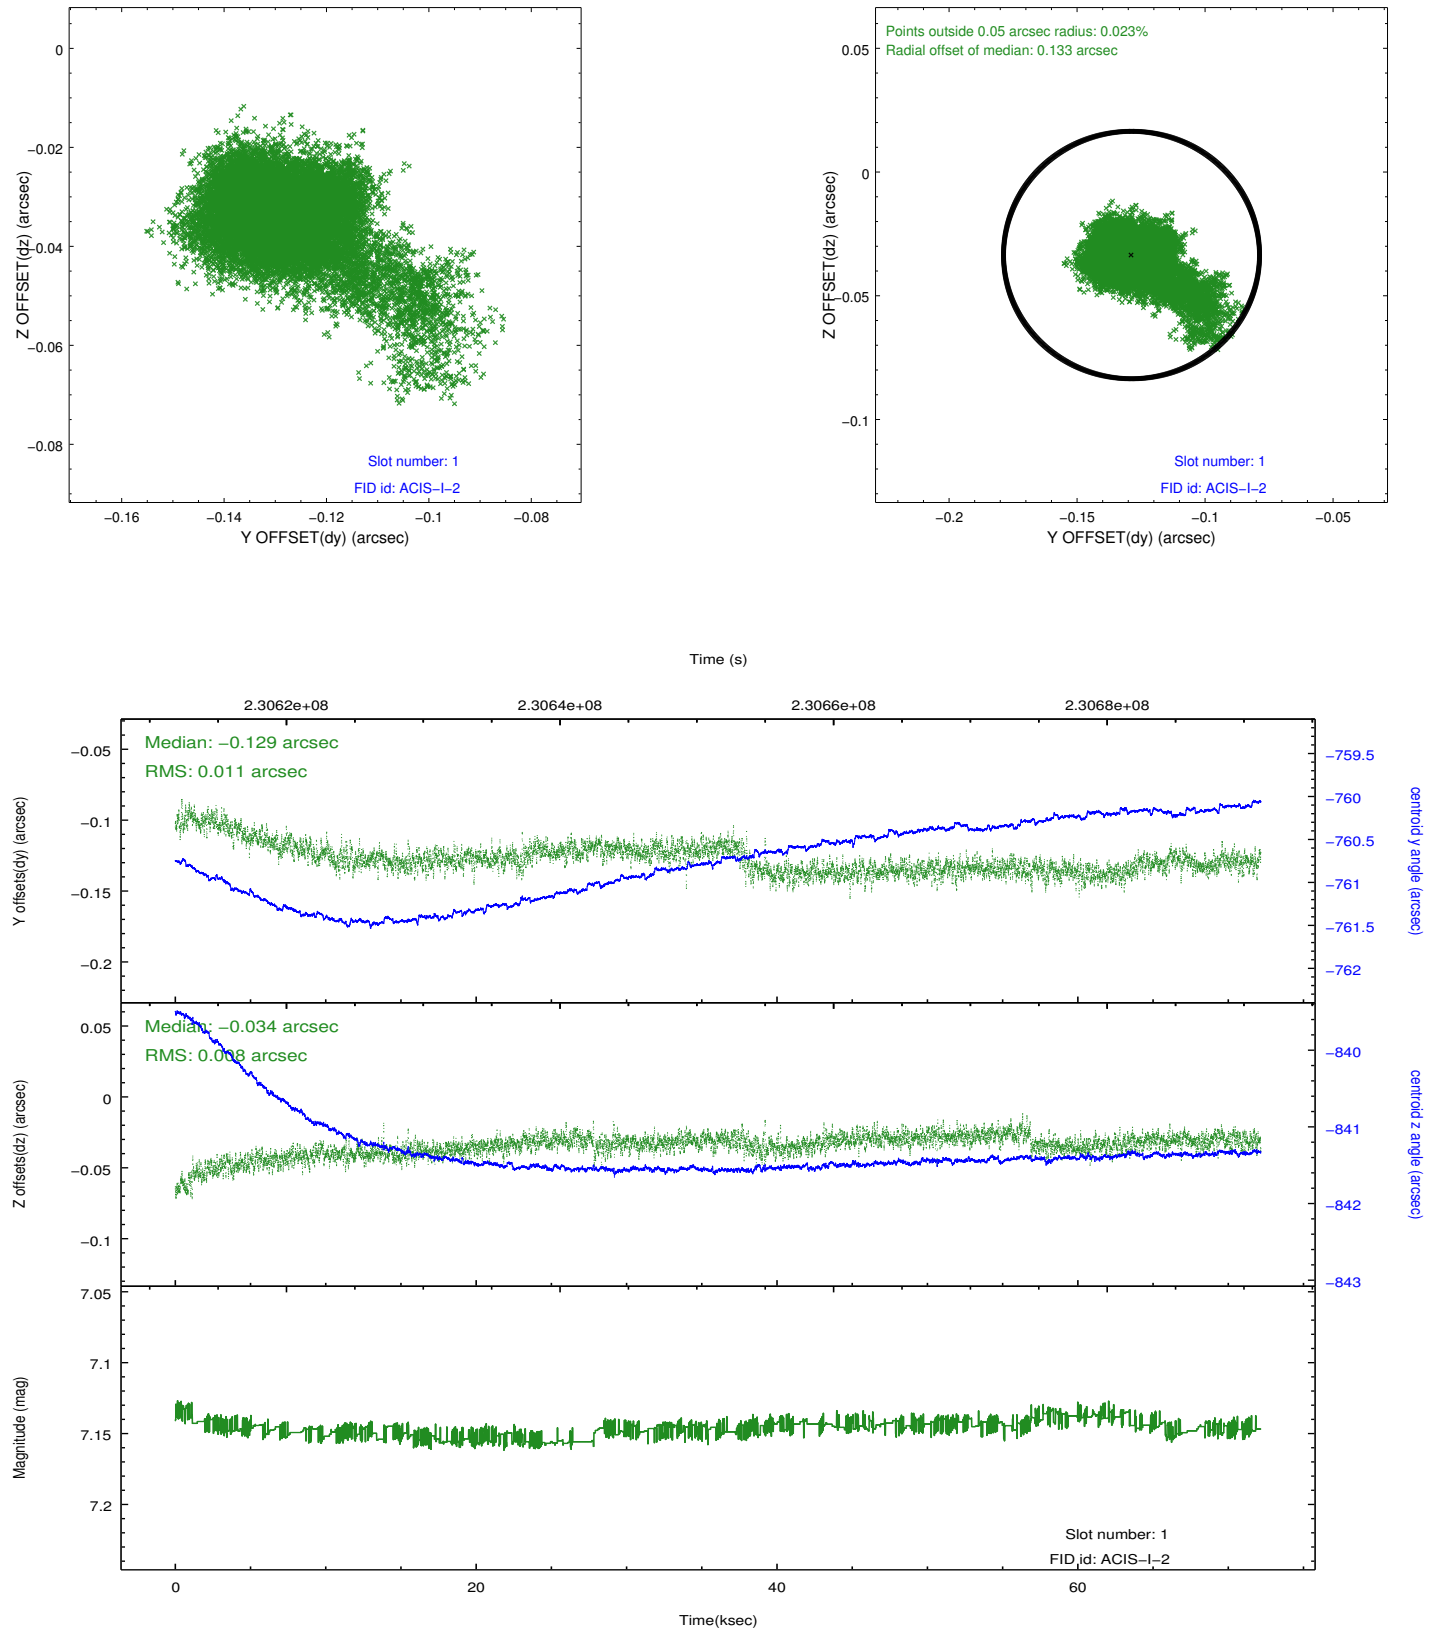 0
−0.02
−0.04
−0.06
−0.08
Z OFFSET(dz) (arcsec)
Slot number: 1
FID id: ACIS−I−2
−0.16 −0.14 −0.12 −0.1 −0.08
Y OFFSET(dy) (arcsec)
Points outside 0.05 arcsec radius: 0.023%
Radial offset of median: 0.133 arcsec
0.05
0
−0.05
−0.1
Z OFFSET(dz) (arcsec)
Slot number: 1
FID id: ACIS−I−2
−0.2 −0.15 −0.1 −0.05
Y OFFSET(dy) (arcsec)
Time (s)
2.3062e+08 2.3064e+08 2.3066e+08 2.3068e+08
Median: −0.129 arcsec
RMS: 0.011 arcsec
−0.05
−0.1
−0.15
−0.2
Y offsets(dy) (arcsec)
−759.5
−760
−760.5
−761
−761.5
−762
centroid y angle (arcsec)
Median: −0.034 arcsec
RMS: 0.008 arcsec
0.05
0
−0.05
−0.1
Z offsets(dz) (arcsec)
−840
−841
−842
−843
centroid z angle (arcsec)
7.05
7.1
7.15
7.2
Magnitude (mag)
Slot number: 1
FID id: ACIS−I−2
0 20 40 60
Time(ksec)